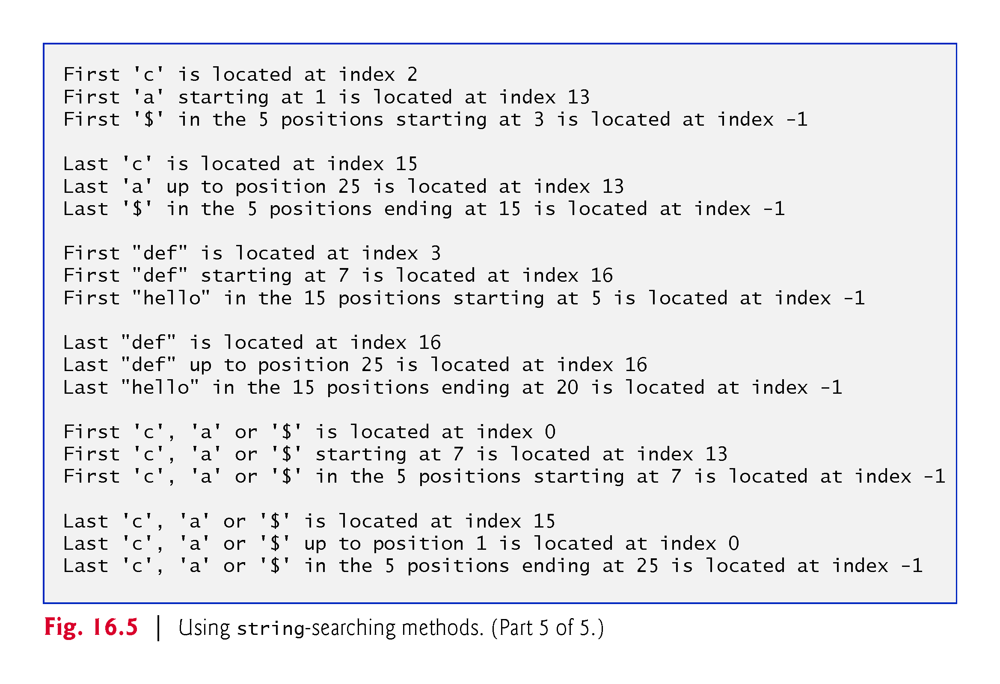 First 'c' is located at index 2
First 'a' starting at 1 is located at index 13
First '$' in the 5 positions starting at 3 is located at index -1
Last 'c' is located at index 15
Last 'a' up to position 25 is located at index 13
Last '$' in the 5 positions ending at 15 is located at index -1
First "def" is located at index 3
First "def" starting at 7 is located at index 16
First "hello" in the 15 positions starting at 5 is located at index -1
Last "def" is located at index 16
Last "def" up to position 25 is located at index 16
Last "hello" in the 15 positions ending at 20 is located at index -1
First 'c', 'a' or '$' is located at index 0
First 'c', 'a' or '$' starting at 7 is located at index 13
First 'c', 'a' or '$' in the 5 positions starting at 7 is located at index -1
Last 'c', 'a' or '$' is located at index 15
Last 'c', 'a' or '$' up to position 1 is located at index 0
Last 'c', 'a' or '$' in the 5 positions ending at 25 is located at index -1
Fig. 16.5 | Using string-searching methods. (Part 5 of 5.)